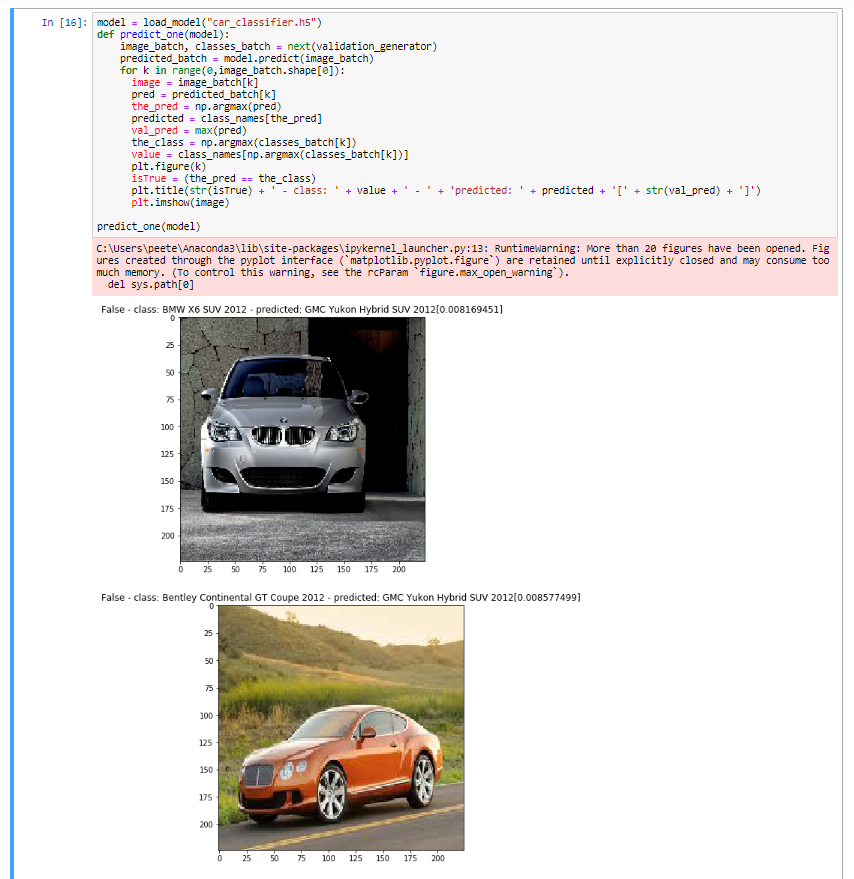 In [16]: model = load_model("car_classifier.h5")
def predict_one(model):
    image_batch, classes_batch = next(validation_generator)
    predicted_batch = model.predict(image_batch)
    for k in range(0,image_batch.shape[0]):
      image = image_batch[k]
      pred = predicted_batch[k]
      the_pred = np.argmax(pred)
      predicted = class_names[the_pred]
      val_pred = max(pred)
      the_class = np.argmax(classes_batch[k])
      value = class_names[np.argmax(classes_batch[k])]
      plt.figure(k)
      isTrue = (the_pred == the_class)
      plt.title(str(isTrue) + ' - class: ' + value + ' - ' + 'predicted: ' + predicted + '[' + str(val_pred) + ']')
      plt.imshow(image)
predict_one(model)
C:\Users\peete\Anaconda3\lib\site-packages\ipykernel_launcher.py:13: RuntimeWarning: More than 20 figures have been opened. Fig
ures created through the pyplot interface (`matplotlib.pyplot.figure`) are retained until explicitly closed and may consume too
much memory. (To control this warning, see the rcParam `figure.max_open_warning`).
  del sys.path[0]
False - class: BMW X6 SUV 2012 - predicted: GMC Yukon Hybrid SUV 2012[0.008169451]
0
25
50
75
100
125
150
175
200
0 25 50 75 100 125 150 175 200
False - class: Bentley Continental GT Coupe 2012 - predicted: GMC Yukon Hybrid SUV 2012[0.008577499]
0
25
50
75
100
125
150
175
200
0 25 50 75 100 125 150 175 200